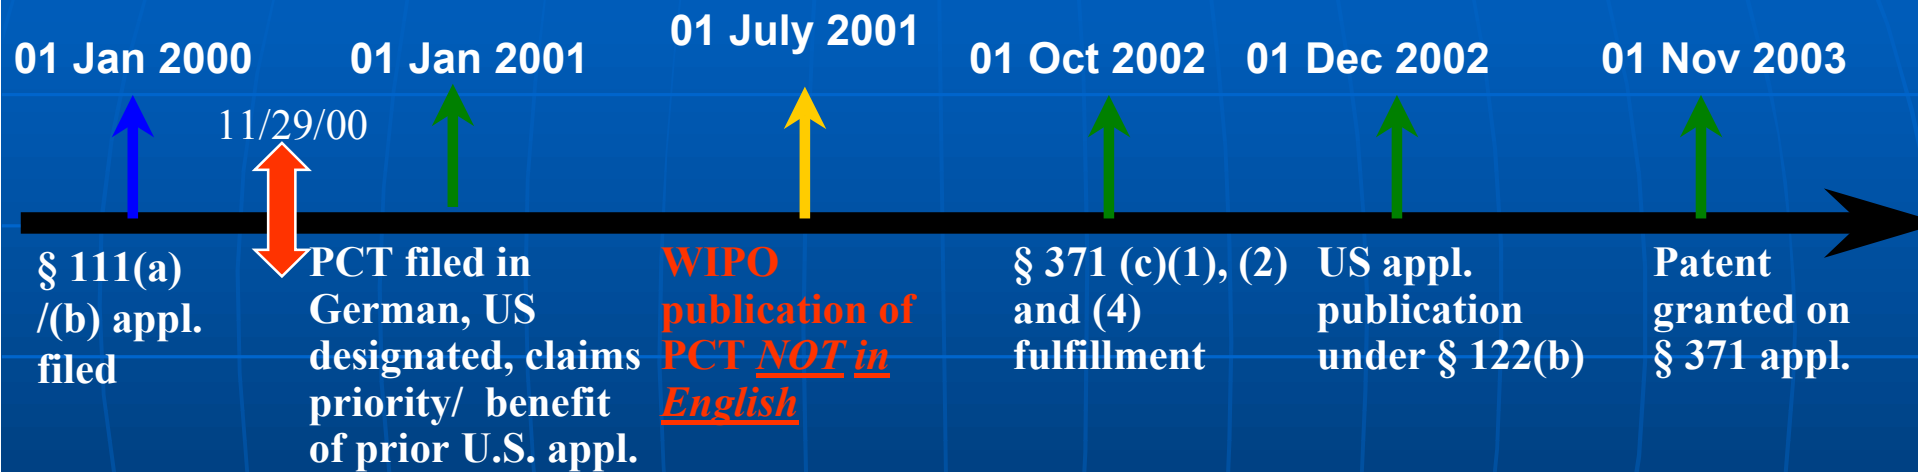 01 Jan 2000
01 Jan 2001
01 July 2001
01 Oct 2002
01 Dec 2002
01 Nov 2003
11/29/00
§ 111(a)
/(b) appl.
filed
PCT filed in
German, US
designated, claims
priority/ benefit
of prior U.S. appl.
WIPO
publication of
PCT NOT in
English
§ 371 (c)(1), (2)
and (4)
fulfillment
US appl.
publication
under § 122(b)
Patent
granted on
§ 371 appl.